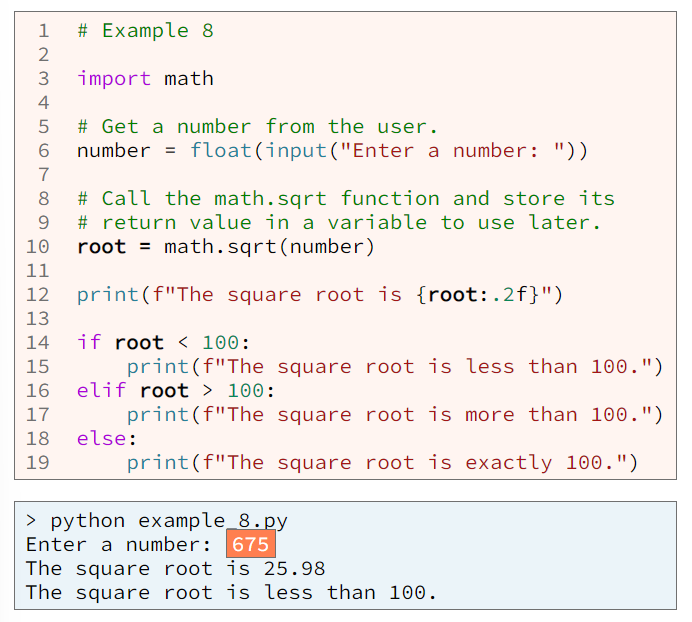 1 # Example 8
2
3 import math
4
5 # Get a number from the user.
6 number = float(input("Enter a number: "))
7
8 # Call the math.sqrt function and store its
9 # return value in a variable to use later.
10 root = math.sqrt(number)
11
12 print(f"The square root is {root:.2f}")
13
14 if root < 100:
15     print(f"The square root is less than 100.")
16 elif root > 100:
17     print(f"The square root is more than 100.")
18 else:
19     print(f"The square root is exactly 100.")
> python example_8.py
Enter a number: 675
The square root is 25.98
The square root is less than 100.